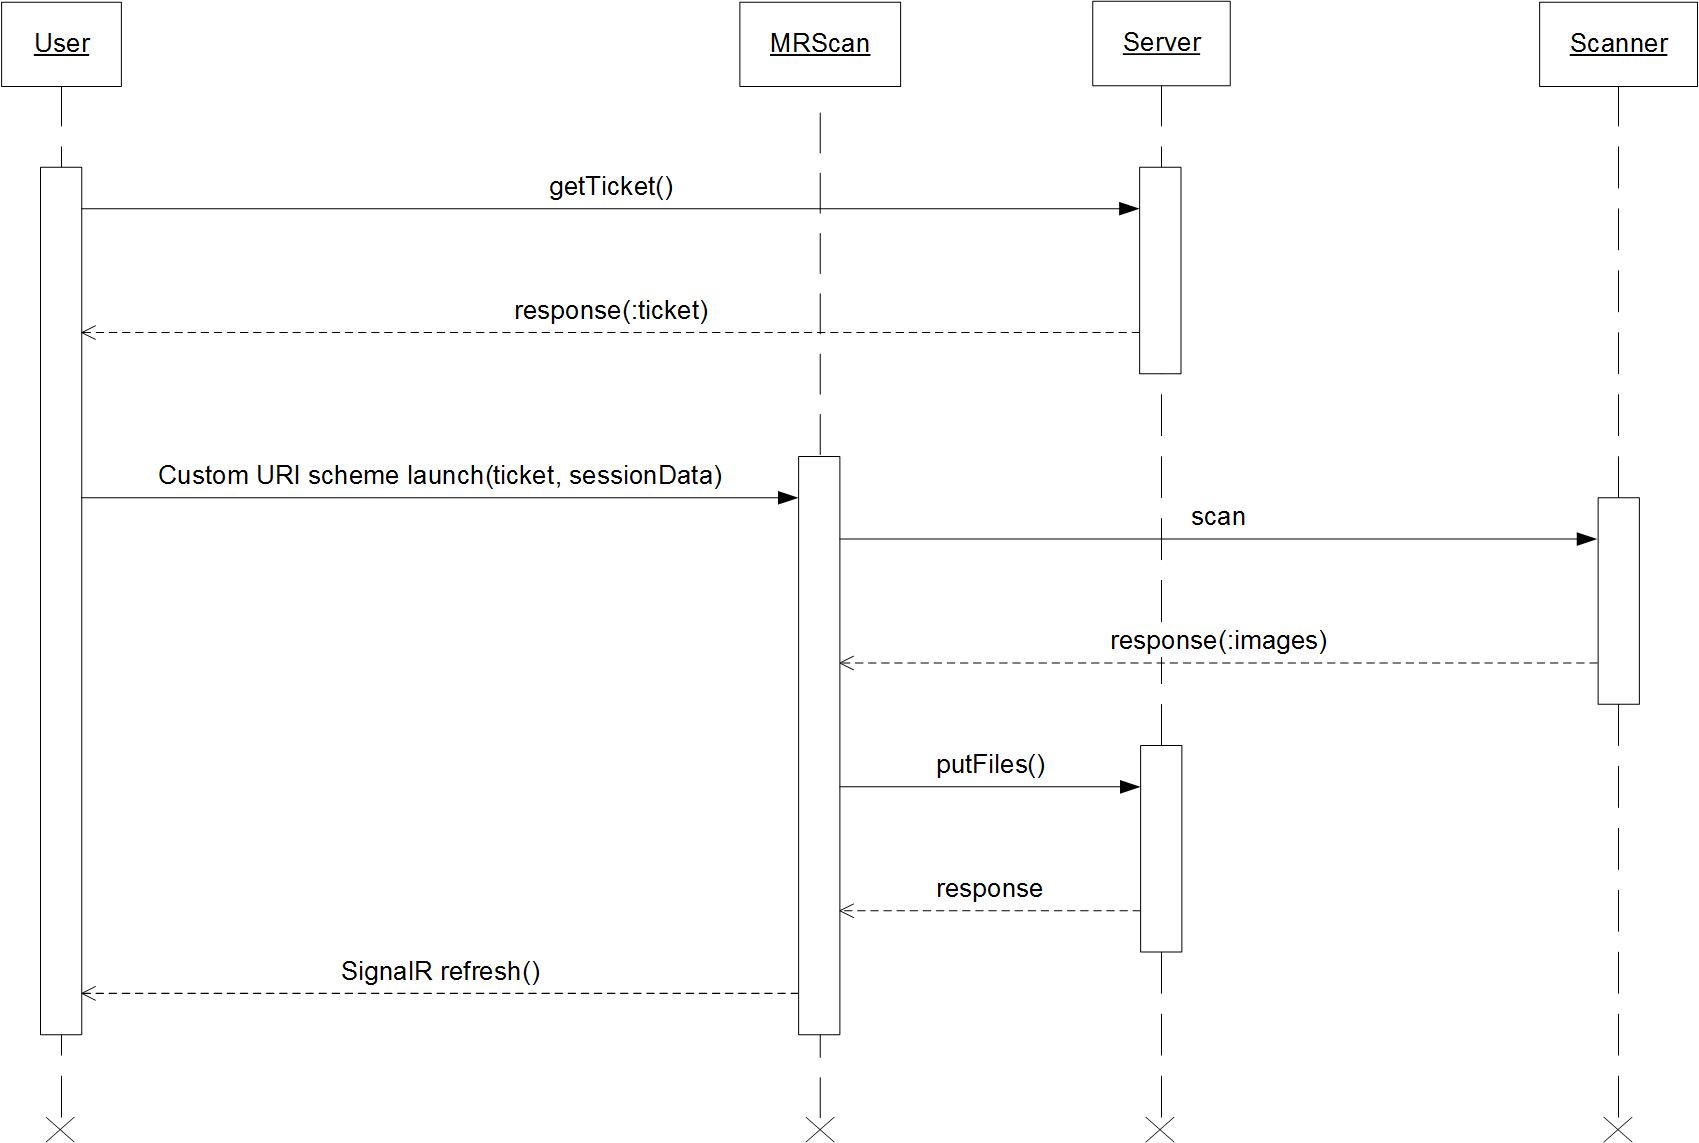 User
MRScan
Server
Scanner
getTicket()
response(:ticket)
Custom URI scheme launch(ticket, sessionData)
scan
response(:images)
putFiles()
response
SignalR refresh()